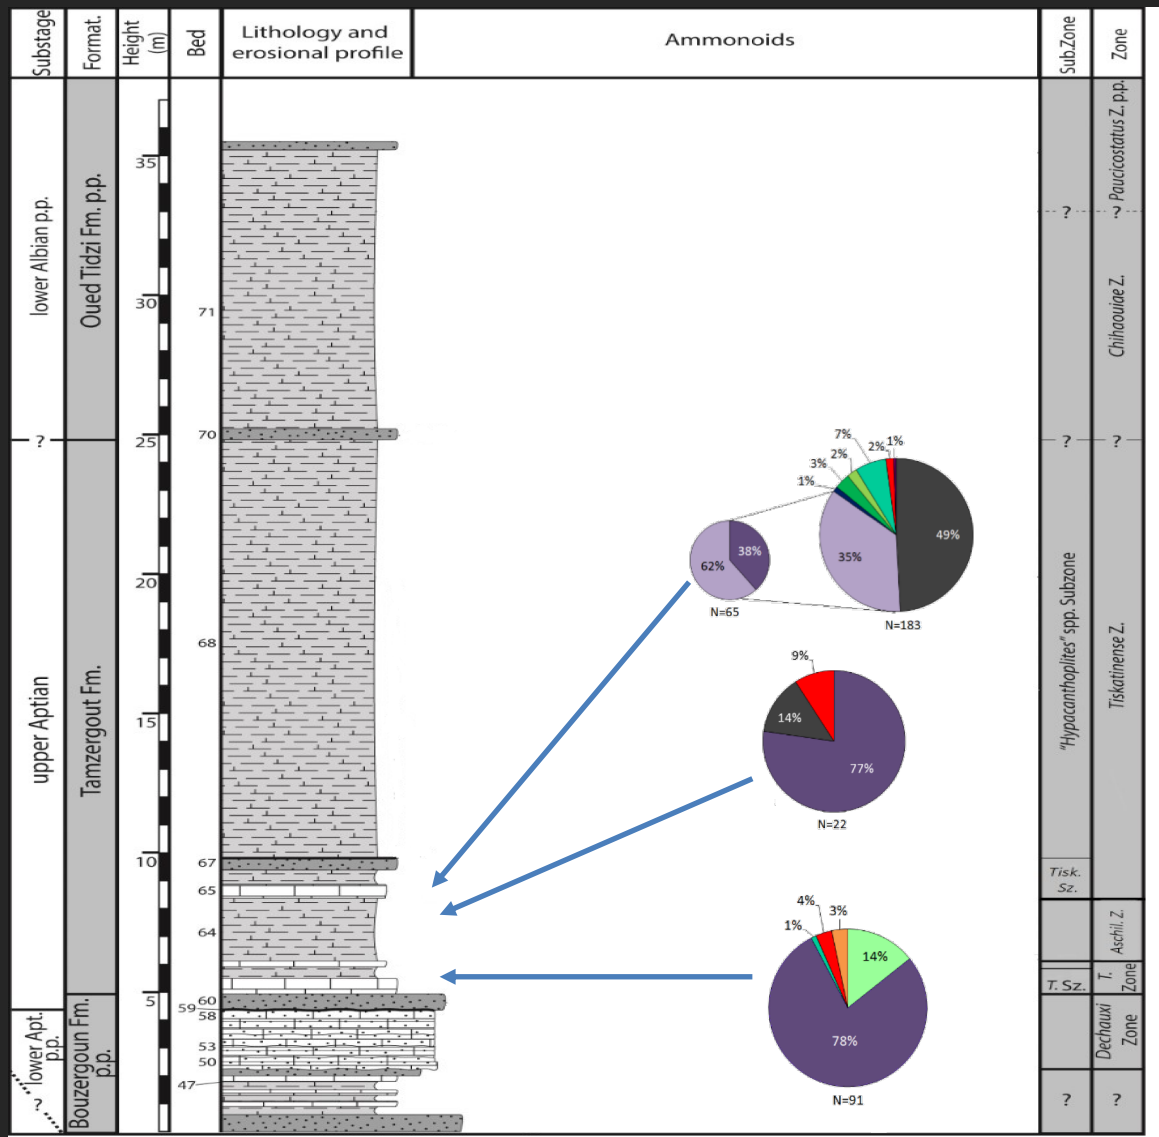 Substage
Format.
Height
(m)
Bed
Lithology and
erosional profile
Ammonoids
Sub.Zone
Zone
lower Albian p.p.
?
upper Aptian
lower Apt.
p.p.
?
Oued Tidzi Fm. p.p.
Tamzergout Fm.
Bouzergoun Fm.
p.p.
35
30
25
20
15
10
5
71
70
68
67
65
64
60
59
58
53
50
47
1%
3%
2%
7%
2%
1%
49%
35%
N=183
38%
62%
N=65
9%
14%
77%
N=22
1%
4%
3%
14%
78%
N=91
?
?
"Hypacanthoplites" spp. Subzone
Tisk.
Sz.
T. Sz.
?
Paucicostatus Z. p.p.
?
Chihaouiae Z.
?
Tiskatinense Z.
Aschil. Z.
T.
Zone
Dechauxi
Zone
?